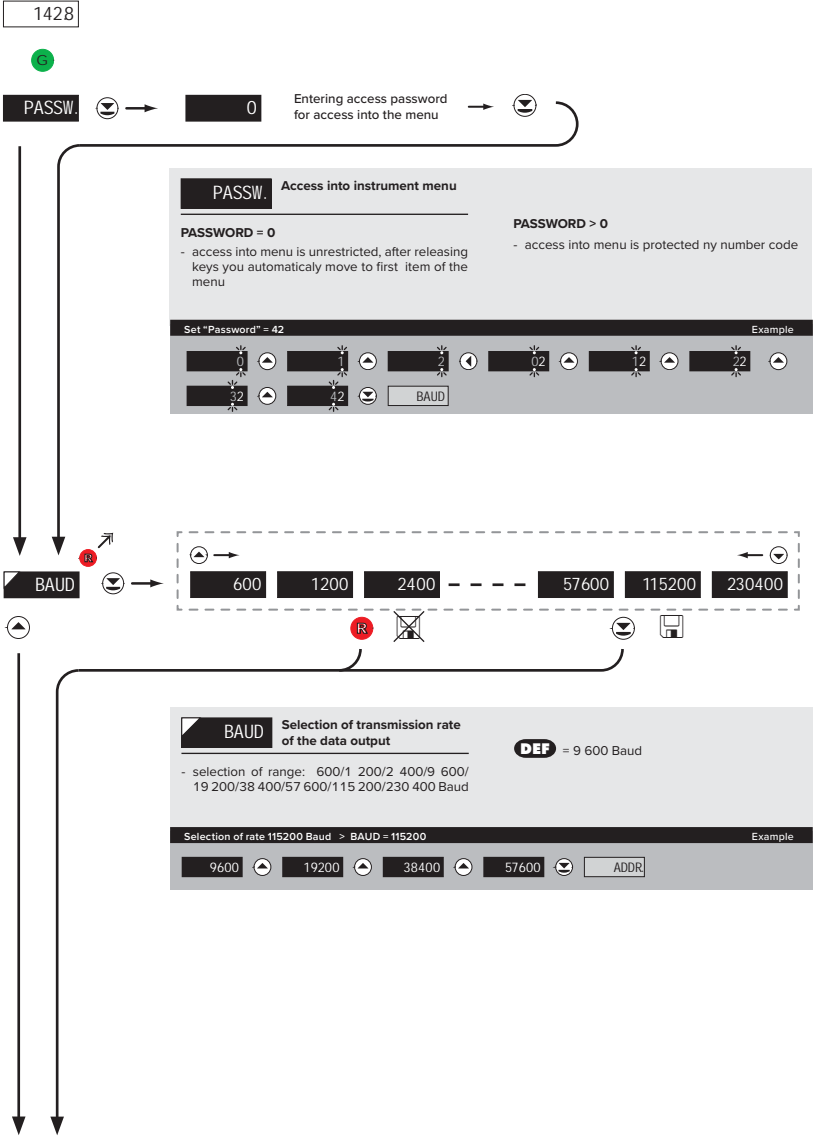 1428
G
PASSW.
0
Entering access password
for access into the menu
PASSW.
Access into instrument menu
PASSWORD = 0
- access into menu is unrestricted, after releasing
keys you automaticaly move to first item of the
menu
PASSWORD > 0
- access into menu is protected ny number code
Set “Password” = 42
Example
0 1 2 02 12 22
32 42 BAUD
R
BAUD
600 1200 2400 57600 115200 230400
R
BAUD
Selection of transmission rate
of the data output
- selection of range: 600/1 200/2 400/9 600/
19 200/38 400/57 600/115 200/230 400 Baud
DEF = 9 600 Baud
Selection of rate 115200 Baud > BAUD = 115200
Example
9600 19200 38400 57600 ADDR.